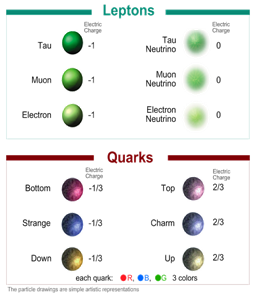 Leptons
Electric Charge Electric Charge
Tau -1 Tau Neutrino 0
Muon -1 Muon Neutrino 0
Electron -1 Electron Neutrino 0
Quarks
Electric Charge Electric Charge
Bottom -1/3 Top 2/3
Strange -1/3 Charm 2/3
Down -1/3 Up 2/3
each quark: R, B, G 3 colors
The particle drawings are simple artistic representations